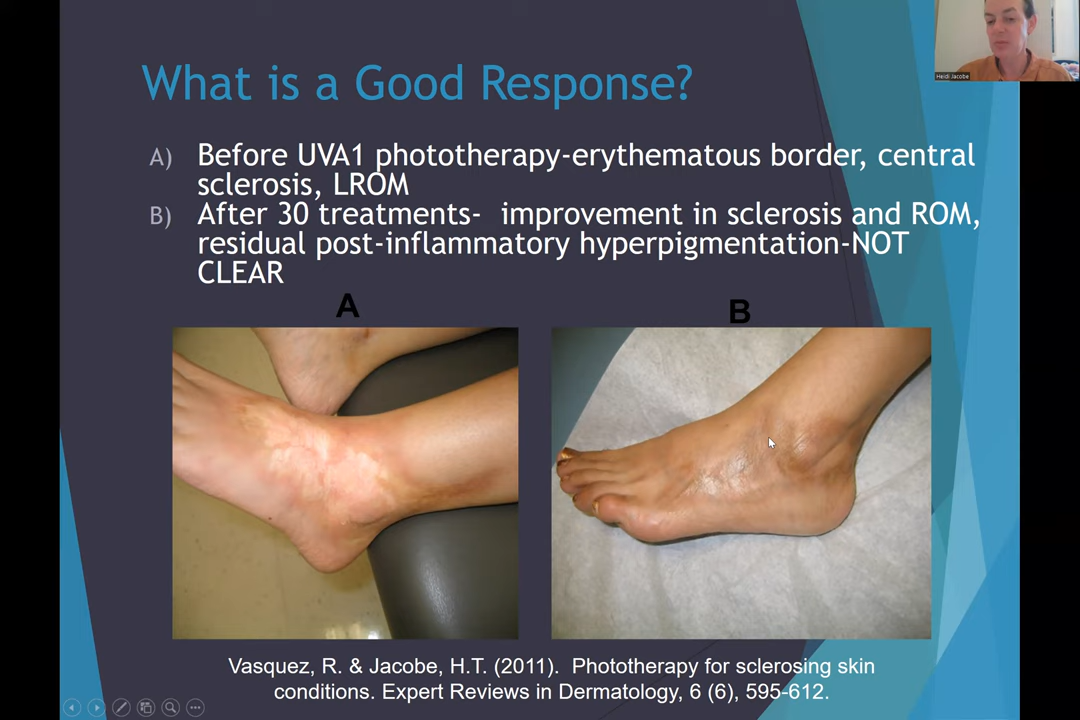 What is a Good Response?
A) Before UVA1 phototherapy-erythematous border, central
sclerosis, LROM
B) After 30 treatments-  improvement in sclerosis and ROM,
residual post-inflammatory hyperpigmentation-NOT
CLEAR
A
B
Vasquez, R. & Jacobe, H.T. (2011).  Phototherapy for sclerosing skin
conditions. Expert Reviews in Dermatology, 6 (6), 595-612.
Heidi Jacobe